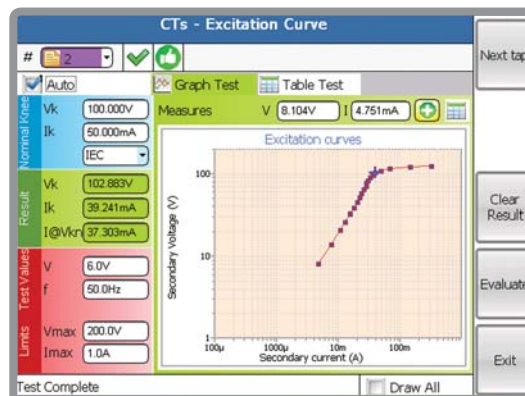 CTs - Excitation Curve
# 2
Auto
Graph Test
Table Test
Nominal Knee
Vk 100.000V
Ik 50.000mA
IEC
Result
Vk 102.883V
Ik 39.241mA
I@Vkn 37.303mA
Test Values
V 6.0V
f 50.0Hz
Limits
Vmax 200.0V
Imax 1.0A
Measures V 8.104V I 4.751mA
Excitation curves
Secondary Voltage (V)
100
10
1
100µ 1000µ 10m 100m
Secondary current (A)
Test Complete
Draw All
Next tap
Clear
Result
Evaluate
Exit